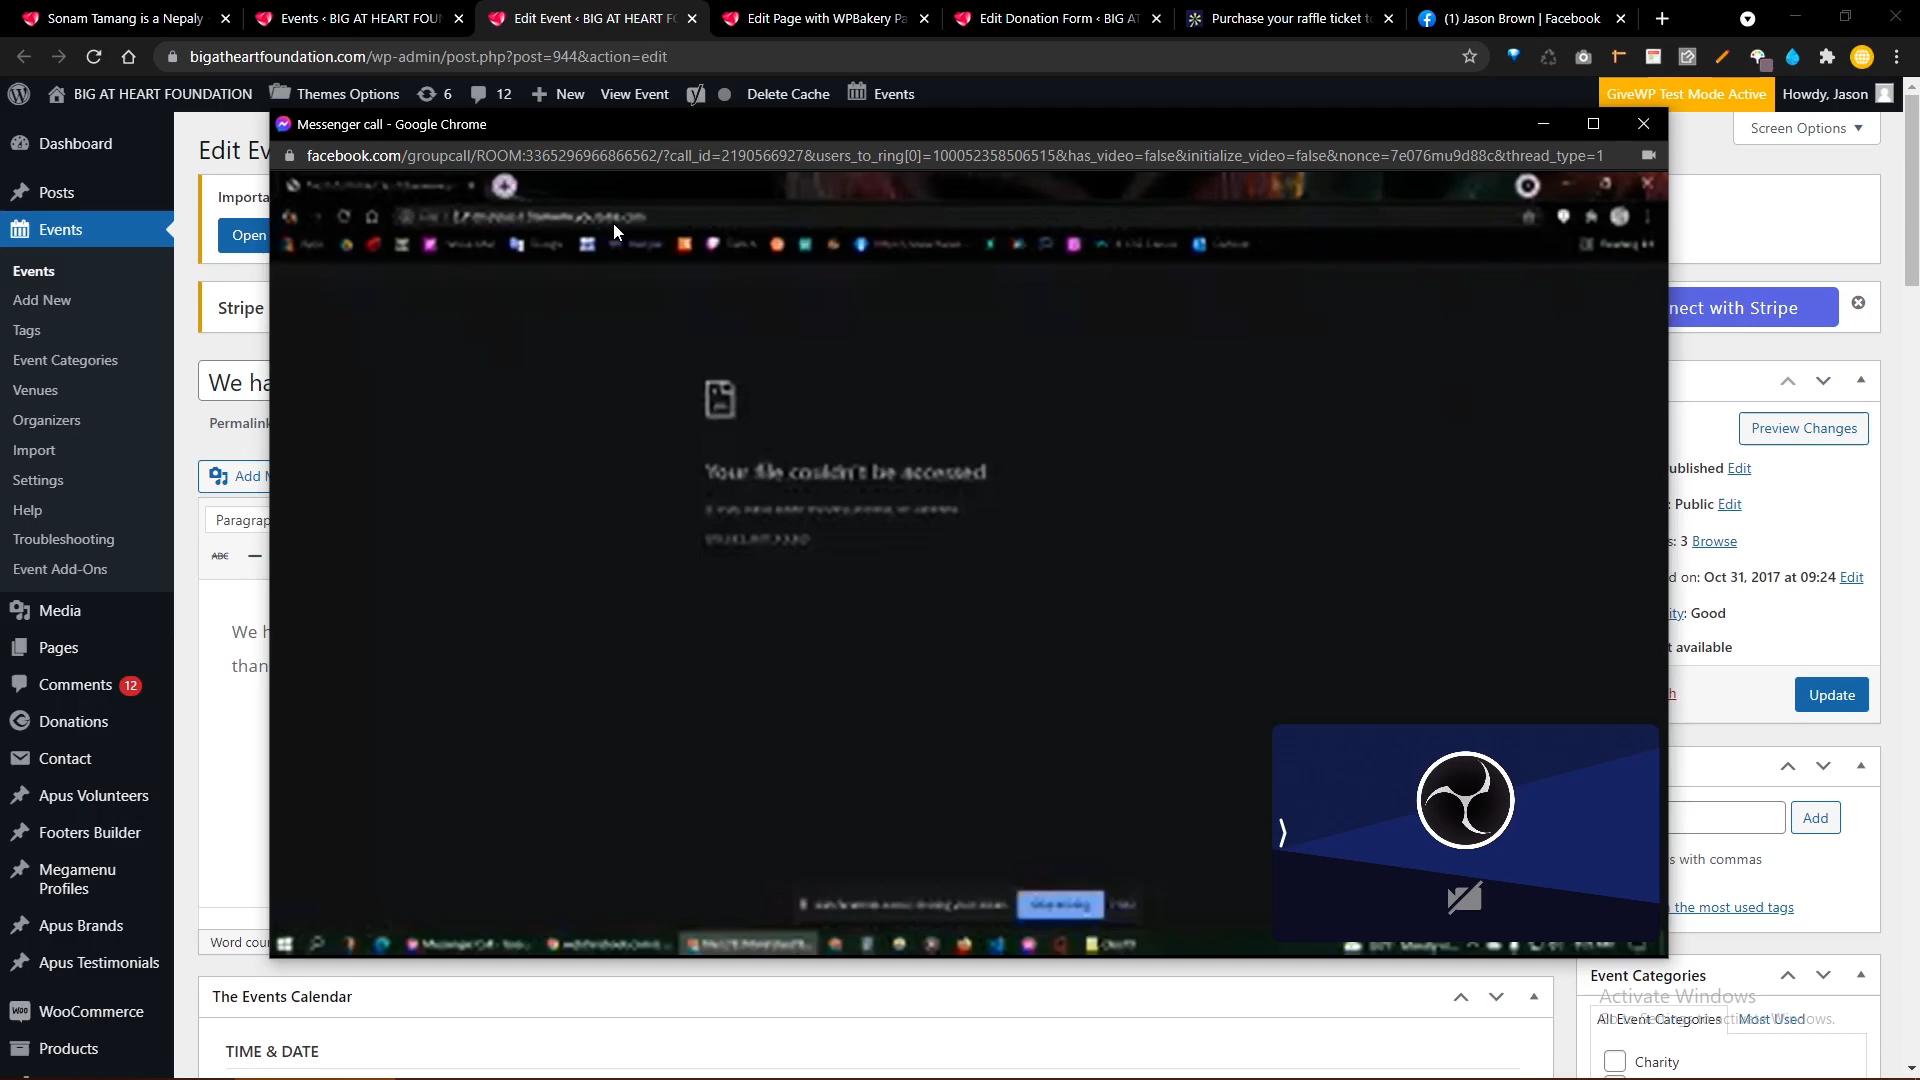 Sonam Tamang is a Nepaly
Events ‹ BIG AT HEART FOU
Edit Event ‹ BIG AT HEART F
Edit Page with WPBakery Pa
Edit Donation Form ‹ BIG AT
Purchase your raffle ticket to
(1) Jason Brown | Facebook
bigatheartfoundation.com/wp-admin/post.php?post=944&action=edit
BIG AT HEART FOUNDATION
Themes Options
6
12
New
View Event
Delete Cache
Events
GiveWP Test Mode Active
Howdy, Jason
Messenger call - Google Chrome
facebook.com/groupcall/ROOM:3365296966866562/?call_id=2190566927&users_to_ring[0]=100052358506515&has_video=false&initialize_video=false&nonce=7e076mu9d88c&thread_type=1
Screen Options
Dashboard
Posts
Events
Events
Add New
Tags
Event Categories
Venues
Organizers
Import
Settings
Help
Troubleshooting
Event Add-Ons
Media
Pages
Comments 12
Donations
Contact
Apus Volunteers
Footers Builder
Megamenu
Profiles
Apus Brands
Apus Testimonials
WooCommerce
Products
Edit Ev
Importa
Open
Stripe
nect with Stripe
We ha
Permalink
Add M
Paragrap
ABC
We h
than
Word cou
Your file couldn't be accessed
Preview Changes
ublished Edit
: Public Edit
s: 3 Browse
d on: Oct 31, 2017 at 09:24 Edit
ity: Good
t available
h
Update
Add
s with commas
the most used tags
The Events Calendar
TIME & DATE
Event Categories
Activate Windows
All Event Categories
Most Used
Charity